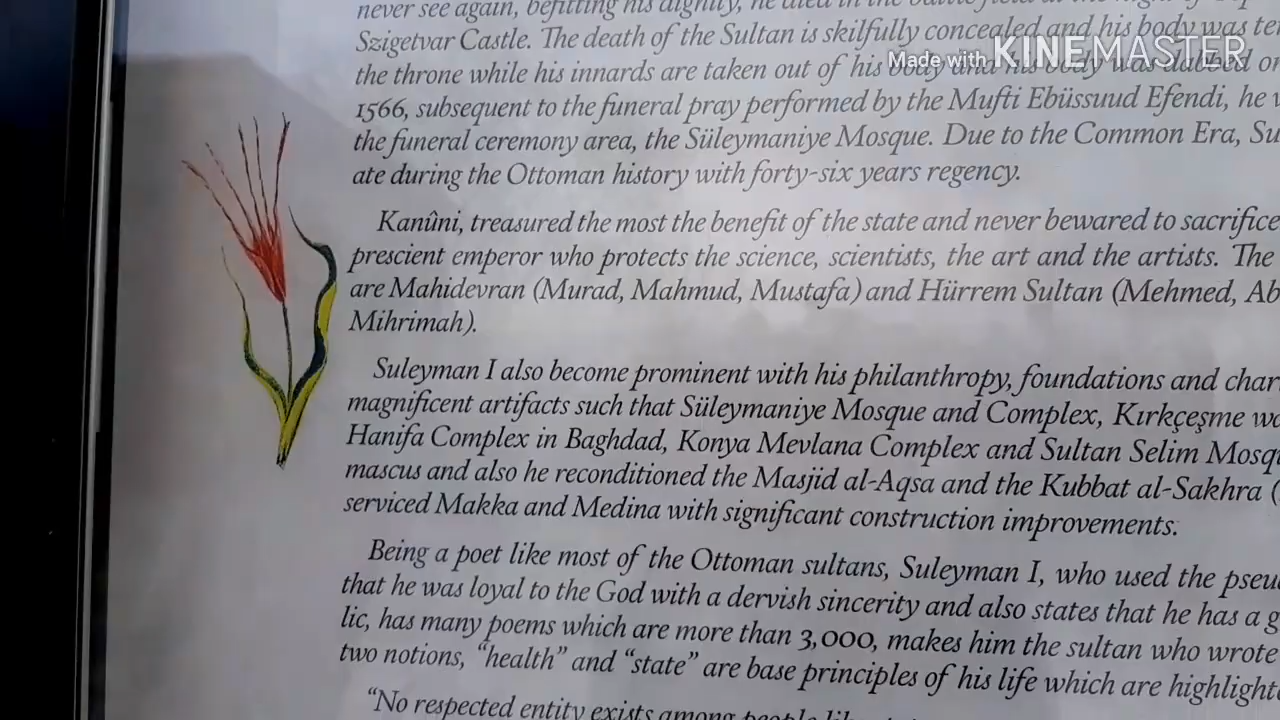 never see again, befitting his dignity, he died in the battlefield at the night of
Szigetvar Castle. The death of the Sultan is skilfully concealed and his body was
Made with KINEMASTER
the throne while his innards are taken out of his body and his body was dabbed
1566, subsequent to the funeral pray performed by the Mufti Ebüssuud Efendi, he
the funeral ceremony area, the Süleymaniye Mosque. Due to the Common Era, Su
ate during the Ottoman history with forty-six years regency.
Kanûni, treasured the most the benefit of the state and never bewared to sacrifice
prescient emperor who protects the science, scientists, the art and the artists. The
are Mahidevran (Murad, Mahmud, Mustafa) and Hürrem Sultan (Mehmed, Ab
Mihrimah).
Suleyman I also become prominent with his philanthropy, foundations and char
magnificent artifacts such that Süleymaniye Mosque and Complex, Kırkçeşme wa
Hanifa Complex in Baghdad, Konya Mevlana Complex and Sultan Selim Mosq
mascus and also he reconditioned the Masjid al-Aqsa and the Kubbat al-Sakhra (
serviced Makka and Medina with significant construction improvements.
Being a poet like most of the Ottoman sultans, Suleyman I, who used the pseu
that he was loyal to the God with a dervish sincerity and also states that he has a g
lic, has many poems which are more than 3,000, makes him the sultan who wrote
two notions, “health” and “state” are base principles of his life which are highlight
“No respected entity exists among people